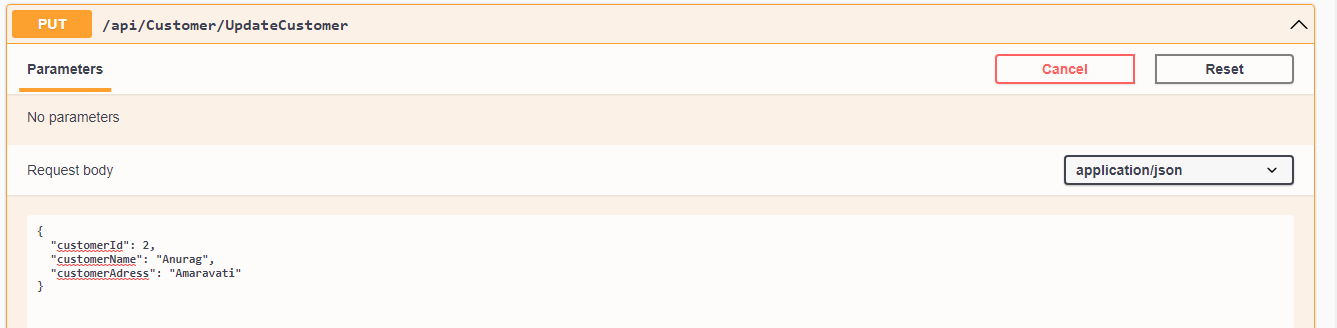 PUT /api/Customer/UpdateCustomer
Parameters Cancel Reset
No parameters
Request body application/json
{
  "customerId": 2,
  "customerName": "Anurag",
  "customerAdress": "Amaravati"
}